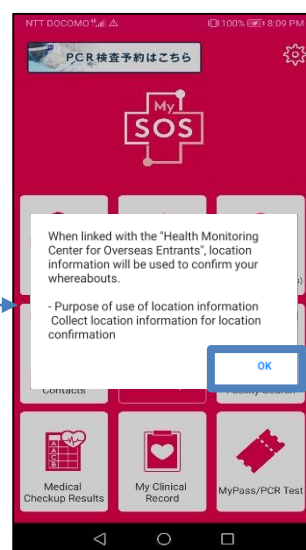 NTT DOCOMO 100% 8:09 PM
PCR検査予約はこちら
My
SOS
When linked with the "Health Monitoring
Center for Overseas Entrants", location
information will be used to confirm your
whereabouts.
- Purpose of use of location information
Collect location information for location
confirmation
OK
Contacts
Facility Search
Medical
Checkup Results
My Clinical
Record
MyPass/PCR Test